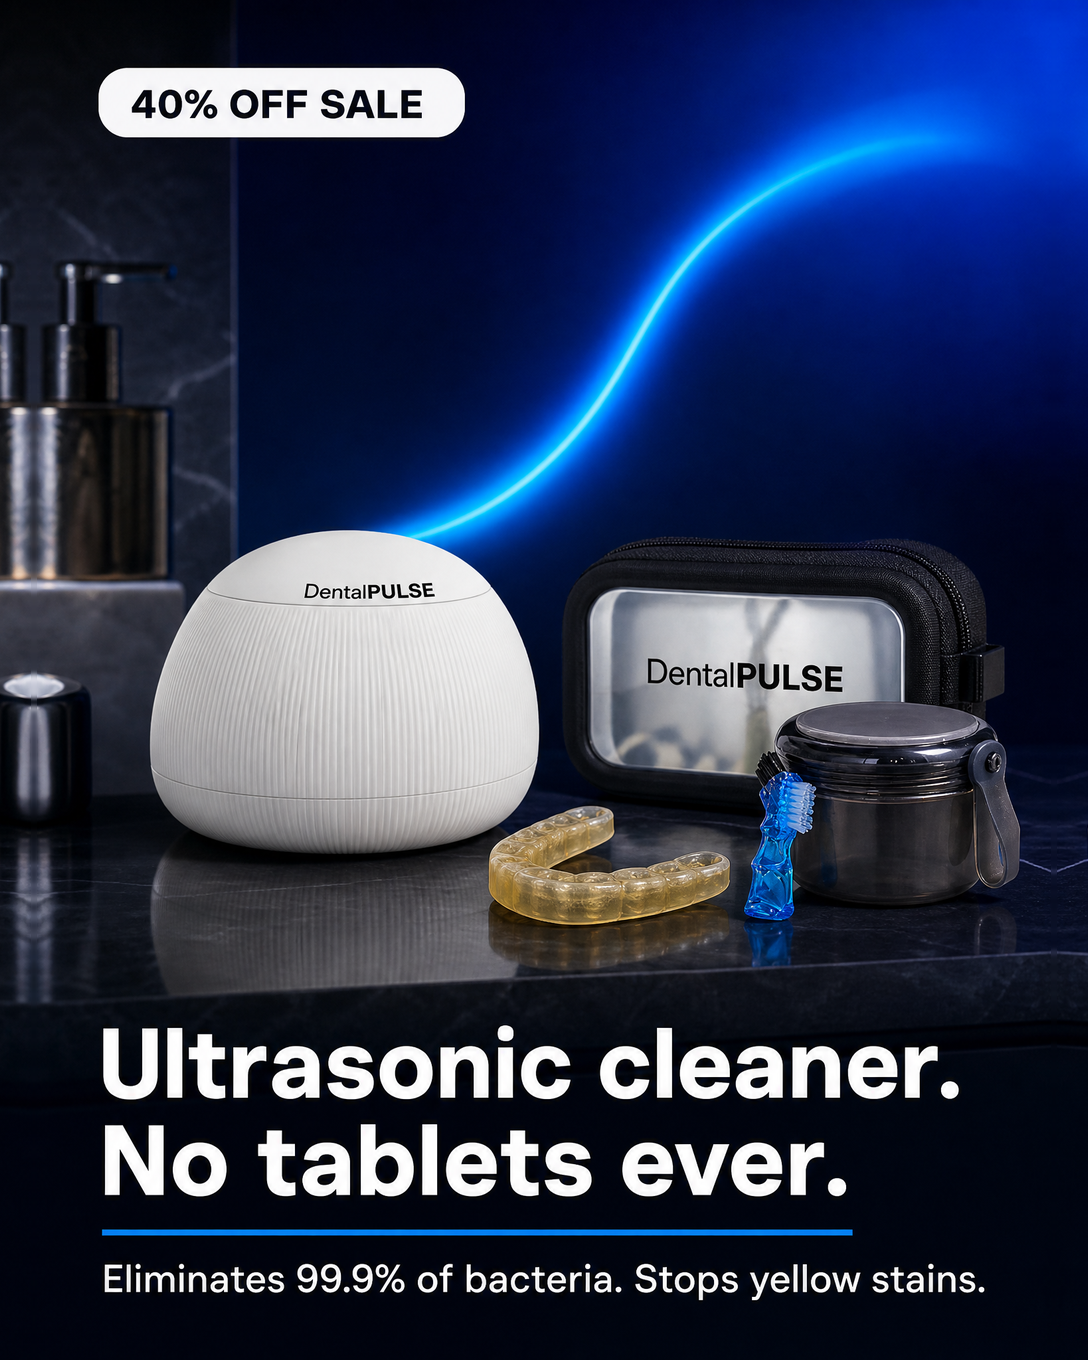 40% OFF SALE
DentalPULSE
DentalPULSE
Ultrasonic cleaner.
No tablets ever.
Eliminates 99.9% of bacteria. Stops yellow stains.